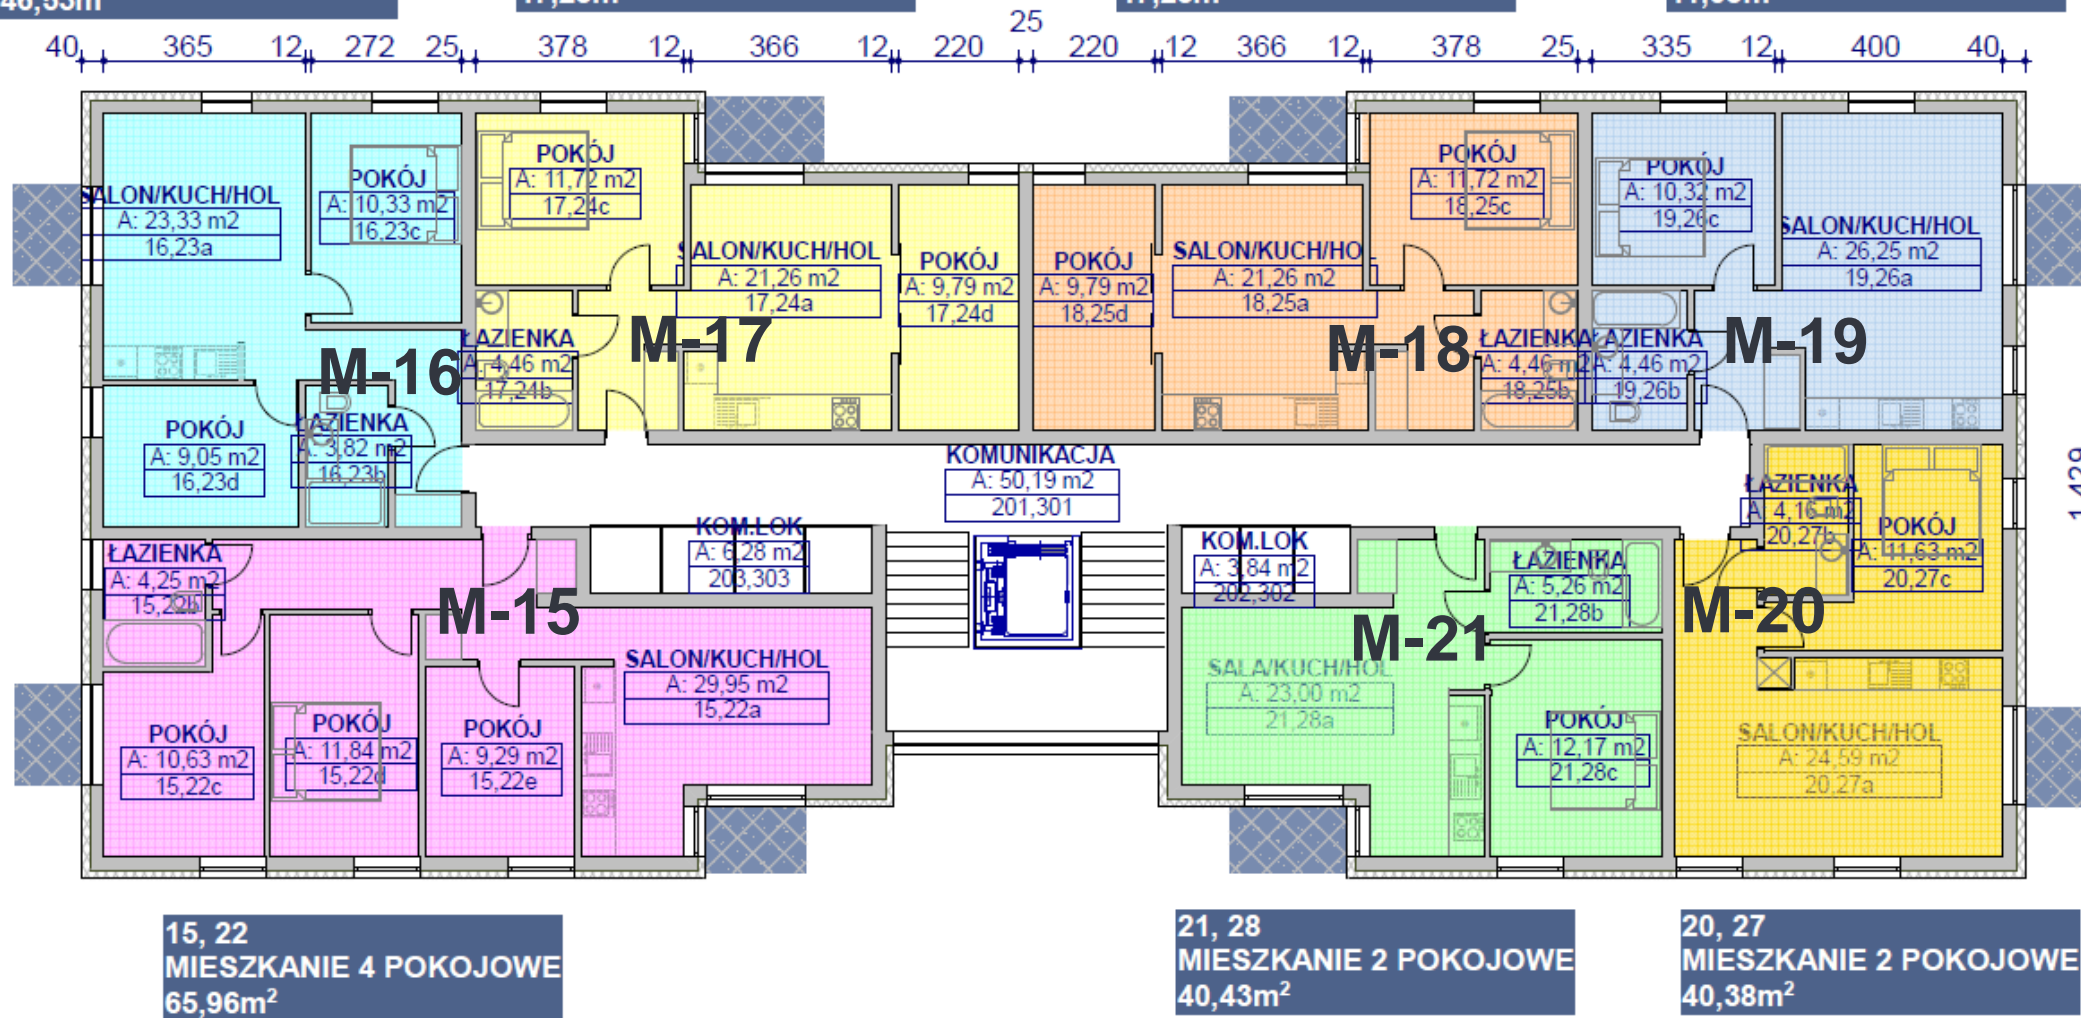 46,53m
25
40 365 12 272 25 378 12 366 12 220 220 12 366 12 378 25 335 12 400 40
SALON/KUCH/HOL
A: 23,33 m2
16,23a
POKÓJ
A: 10,33 m2
16,23c
POKÓJ
A: 11,72 m2
17,24c
SALON/KUCH/HOL
A: 21,26 m2
17,24a
POKÓJ
A: 9,79 m2
17,24d
POKÓJ
A: 9,79 m2
18,25d
SALON/KUCH/HOL
A: 21,26 m2
18,25a
POKÓJ
A: 11,72 m2
18,25c
POKÓJ
A: 10,32 m2
19,26c
SALON/KUCH/HOL
A: 26,25 m2
19,26a
M-16
M-17
M-18
M-19
ŁAZIENKA
A: 4,46 m2
17,24b
ŁAZIENKA
A: 4,46 m2
18,25b
ŁAZIENKA
A: 4,46 m2
19,26b
POKÓJ
A: 9,05 m2
16,23d
ŁAZIENKA
A: 3,82 m2
16,23b
KOMUNIKACJA
A: 50,19 m2
201,301
1 429
ŁAZIENKA
A: 4,16 m2
20,27b
POKÓJ
A: 11,63 m2
20,27c
KOM.LOK
A: 6,28 m2
203,303
KOM.LOK
A: 3,84 m2
202,302
ŁAZIENKA
A: 4,25 m2
15,22b
ŁAZIENKA
A: 5,26 m2
21,28b
M-15
M-21
M-20
SALON/KUCH/HOL
A: 29,95 m2
15,22a
SALA/KUCH/HOL
A: 23,00 m2
21,28a
POKÓJ
A: 10,63 m2
15,22c
POKÓJ
A: 11,84 m2
15,22d
POKÓJ
A: 9,29 m2
15,22e
POKÓJ
A: 12,17 m2
21,28c
SALON/KUCH/HOL
A: 24,59 m2
20,27a
15, 22
MIESZKANIE 4 POKOJOWE
65,96m²
21, 28
MIESZKANIE 2 POKOJOWE
40,43m²
20, 27
MIESZKANIE 2 POKOJOWE
40,38m²